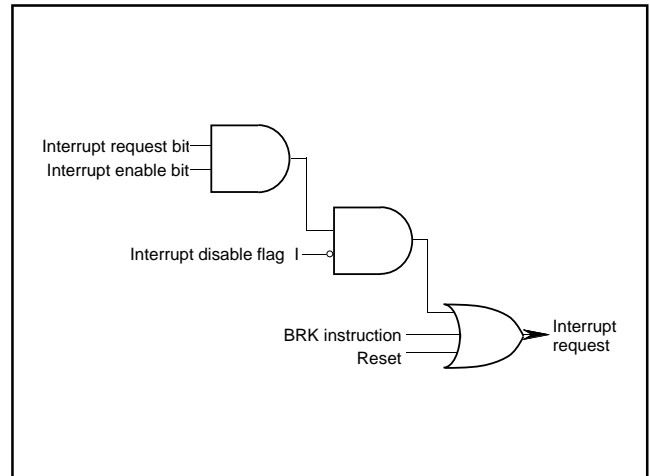 Interrupt request bit
Interrupt enable bit
Interrupt disable flag I
BRK instruction
Reset
Interrupt
request